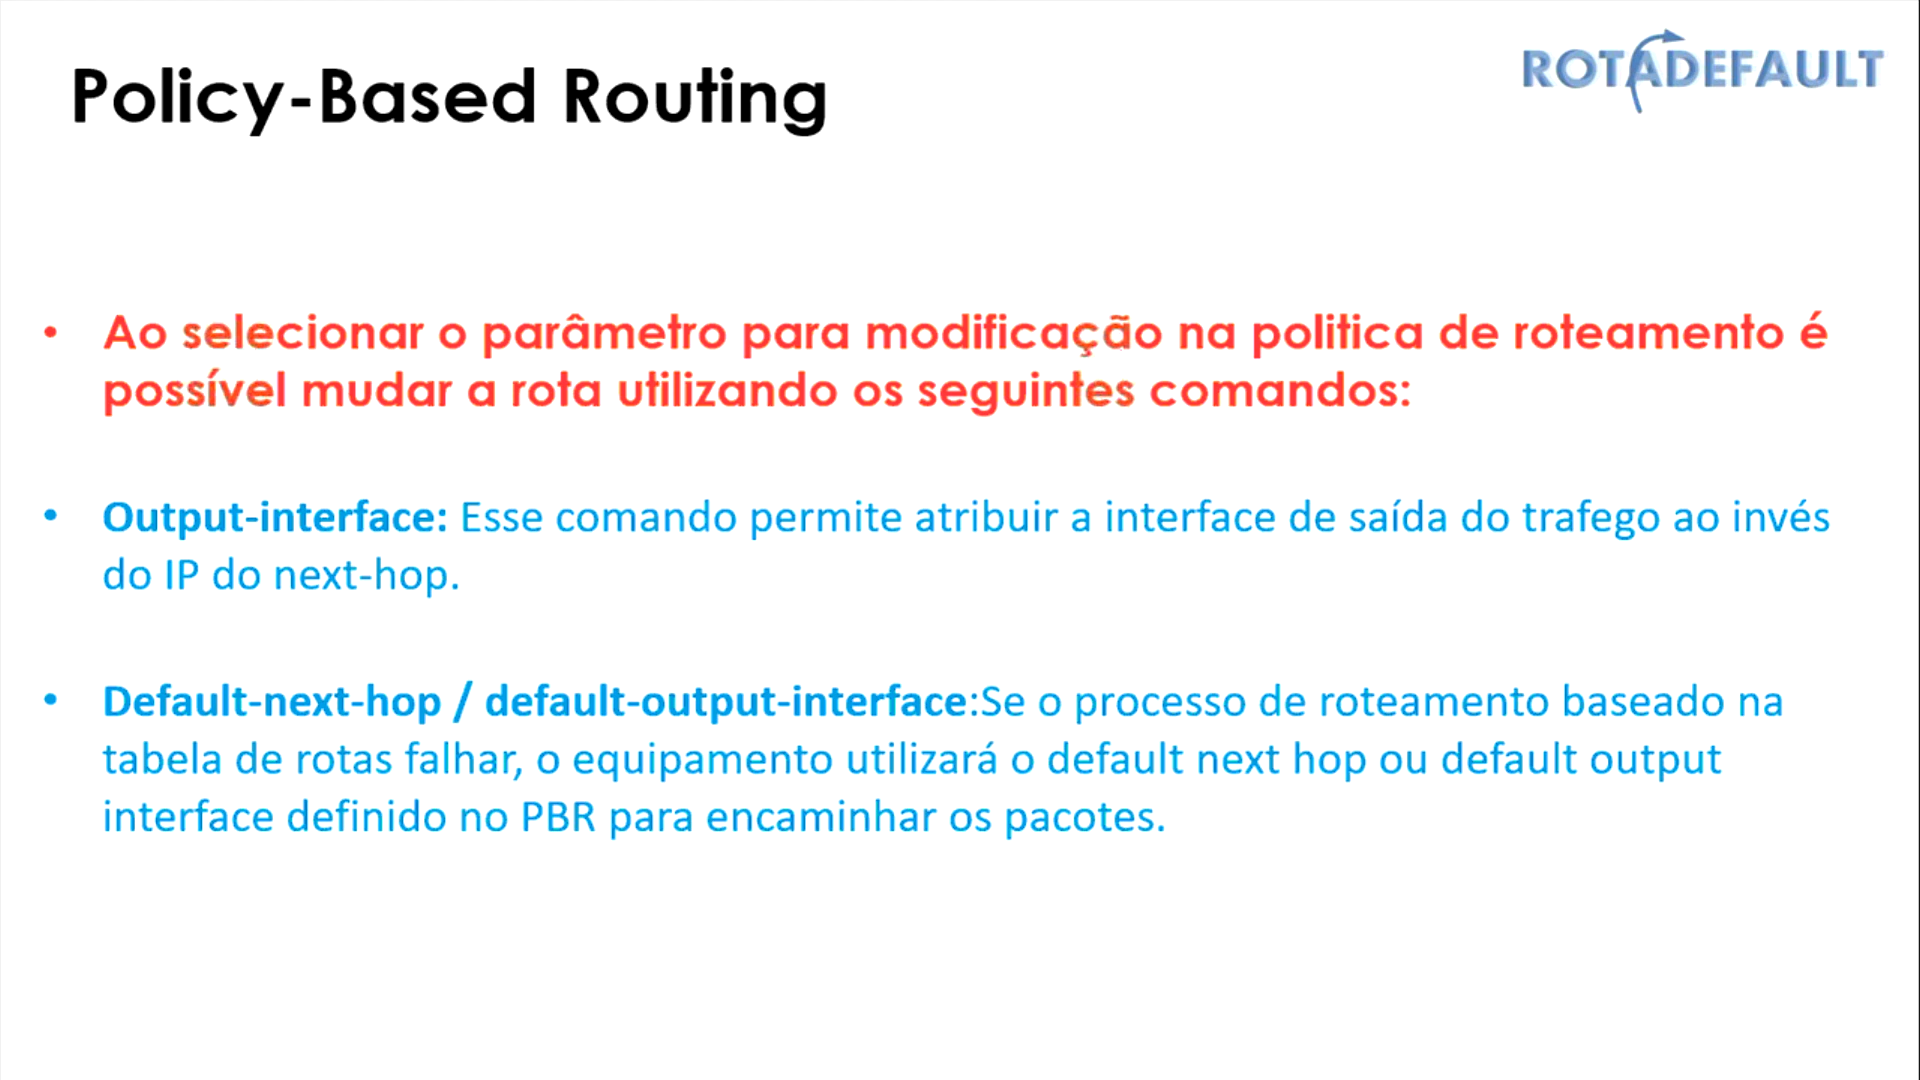 Policy-Based Routing
ROTADEFAULT
• Ao selecionar o parâmetro para modificação na politica de roteamento é
possível mudar a rota utilizando os seguintes comandos:
• Output-interface: Esse comando permite atribuir a interface de saída do trafego ao invés
do IP do next-hop.
• Default-next-hop / default-output-interface:Se o processo de roteamento baseado na
tabela de rotas falhar, o equipamento utilizará o default next hop ou default output
interface definido no PBR para encaminhar os pacotes.